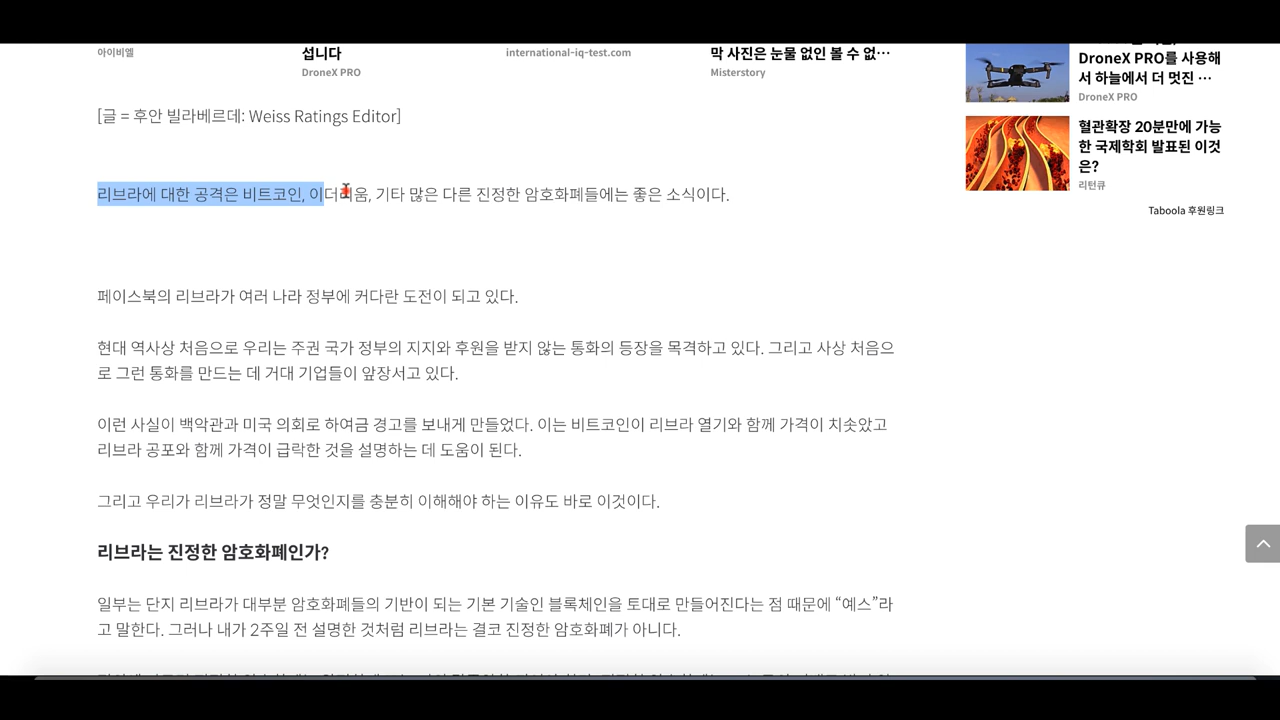 아이비엘
섭니다
DroneX PRO
international-iq-test.com
막 사진은 눈물 없인 볼 수 없…
Misterstory
DroneX PRO를 사용해
서 하늘에서 더 멋진 …
DroneX PRO
혈관확장 20분만에 가능
한 국제학회 발표된 이것
은?
리턴큐
Taboola 후원링크
[글 = 후안 빌라베르데: Weiss Ratings Editor]
리브라에 대한 공격은 비트코인, 이더리움, 기타 많은 다른 진정한 암호화폐들에는 좋은 소식이다.
페이스북의 리브라가 여러 나라 정부에 커다란 도전이 되고 있다.
현대 역사상 처음으로 우리는 주권 국가 정부의 지지와 후원을 받지 않는 통화의 등장을 목격하고 있다. 그리고 사상 처음으
로 그런 통화를 만드는 데 거대 기업들이 앞장서고 있다.
이런 사실이 백악관과 미국 의회로 하여금 경고를 보내게 만들었다. 이는 비트코인이 리브라 열기와 함께 가격이 치솟았고
리브라 공포와 함께 가격이 급락한 것을 설명하는 데 도움이 된다.
그리고 우리가 리브라가 정말 무엇인지를 충분히 이해해야 하는 이유도 바로 이것이다.
리브라는 진정한 암호화폐인가?
일부는 단지 리브라가 대부분 암호화폐들의 기반이 되는 기본 기술인 블록체인을 토대로 만들어진다는 점 때문에 “예스”라
고 말한다. 그러나 내가 2주일 전 설명한 것처럼 리브라는 결코 진정한 암호화폐가 아니다.